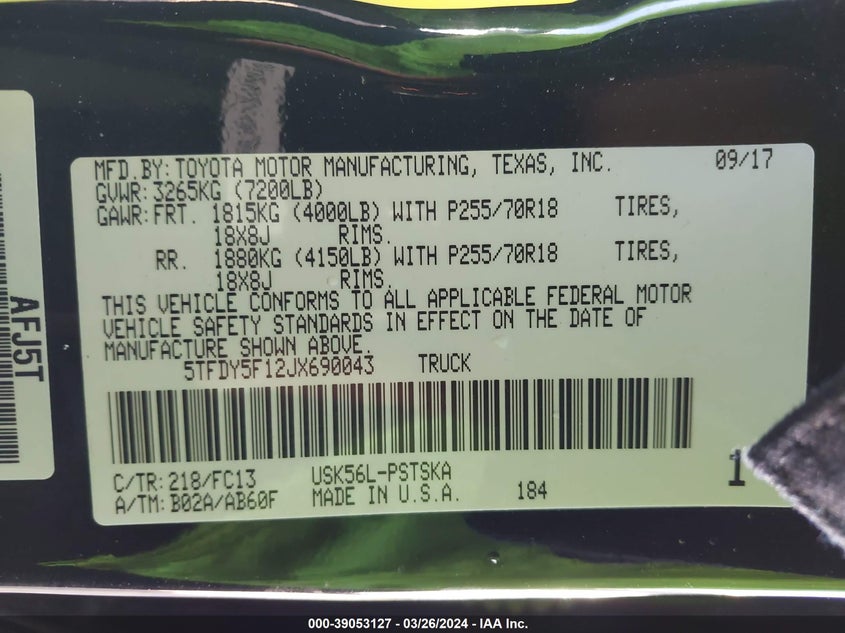 MFD.BY: TOYOTA MOTOR MANUFACTURING, TEXAS, INC. 09/17
GVWR: 3265KG (7200LB)
GAWR: FRT. 1815KG (4000LB) WITH P255/70R18 TIRES,
18X8J RIMS.
RR. 1880KG (4150LB) WITH P255/70R18 TIRES,
18X8J RIMS.
THIS VEHICLE CONFORMS TO ALL APPLICABLE FEDERAL MOTOR
VEHICLE SAFETY STANDARDS IN EFFECT ON THE DATE OF
MANUFACTURE SHOWN ABOVE.
5TFDY5F12JX690043 TRUCK
C/TR: 218/FC13 USK56L-PSTSKA
A/TM: B02A/AB60F MADE IN U.S.A. 184
1
AFJ5T
000-39053127 - 03/26/2024 - IAA Inc.